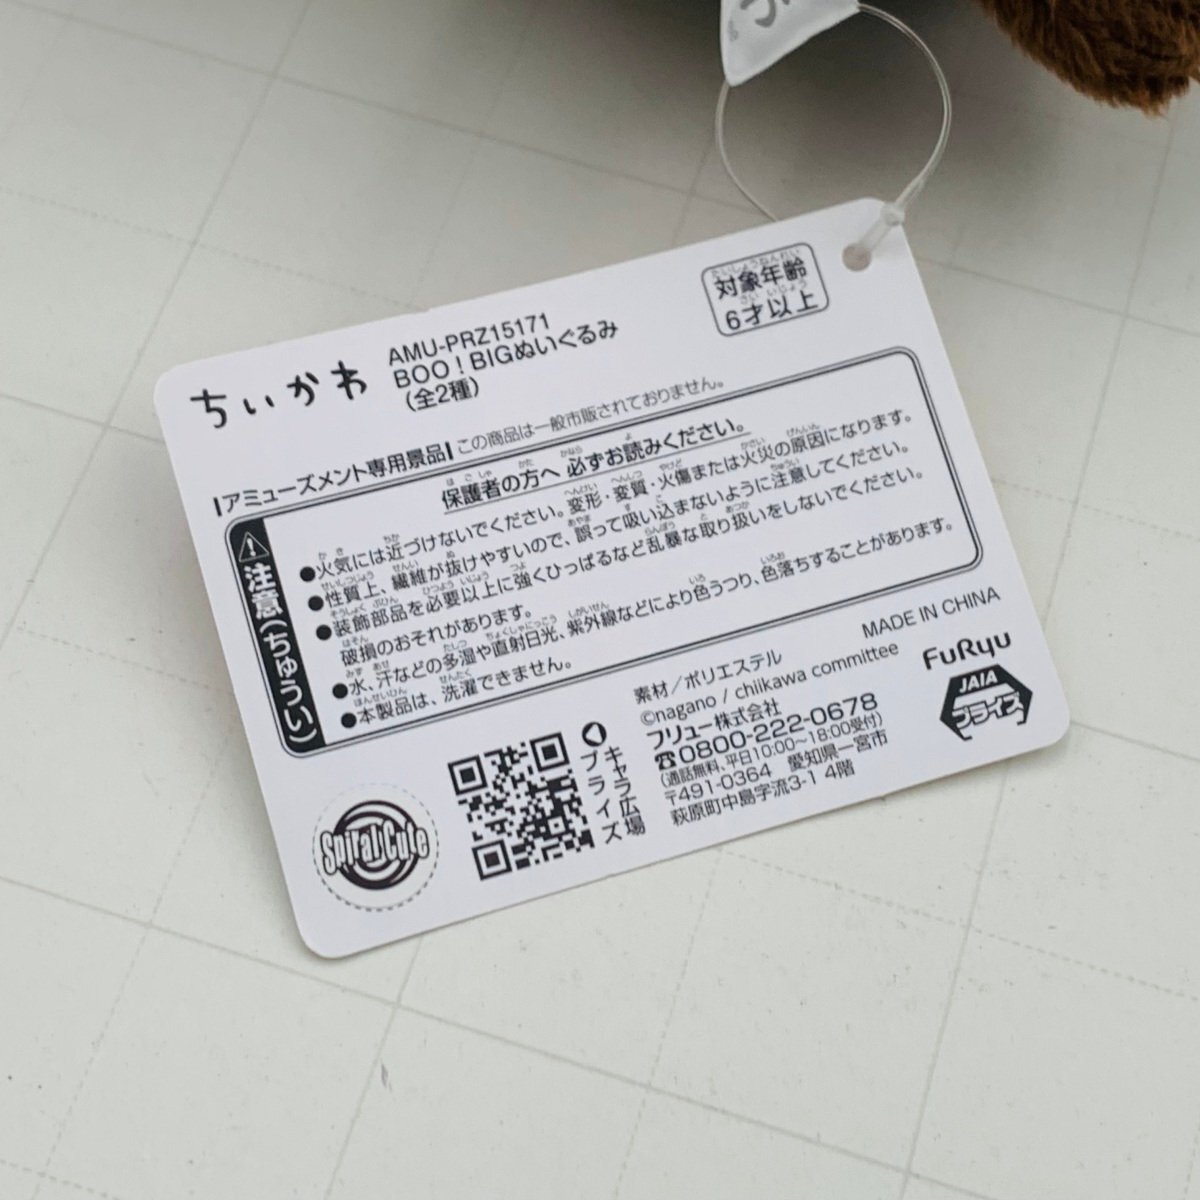 対象年齢
6才以上
ちいかわ
AMU-PRZ15171
BOO!BIGぬいぐるみ
(全2種)
アミューズメント専用景品 この商品は一般市販されておりません。
注意(ちゅうい)
保護者の方へ 必ずお読みください。
●火気には近づけないでください。変形・変質・火傷または火災の原因になります。
●性質上、繊維が抜けやすいので、誤って吸い込まないように注意してください。
●装飾部品を必要以上に強くひっぱるなど乱暴な取り扱いをしないでください。
破損のおそれがあります。
●水、汗などの多湿や直射日光、紫外線などにより色うつり、色落ちすることがあります。
●本製品は、洗濯できません。
MADE IN CHINA
素材/ポリエステル
©nagano / chiikawa committee
フリュー株式会社
☎0800-222-0678
(通話無料、平日10:00~18:00受付)
〒491-0364 愛知県一宮市
萩原町中島字流3-1 4階
FuRyu
JAIA
プライズ
キャラ広場
プライズ
Spiral Cute